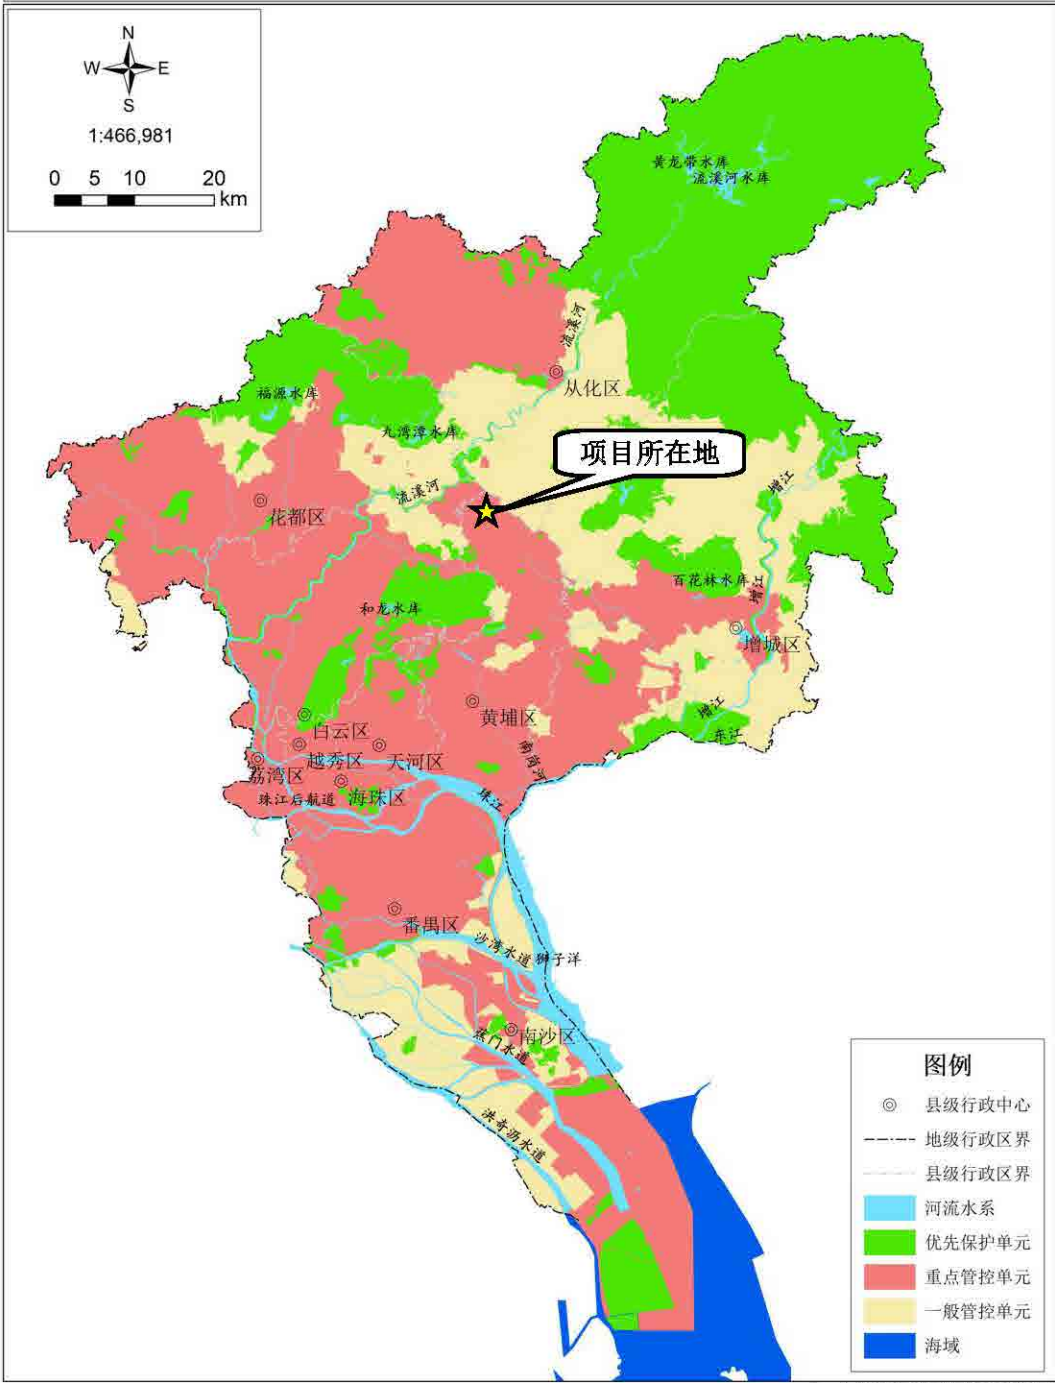 N
W E
S
1:466,981
0 5 10 20
km
黄龙带水库
流溪河水库
流溪河
从化区
福源水库
九湾潭水库
项目所在地
流溪河
增江
花都区
百花林水库
增江
和龙水库
增城区
增江
黄埔区
白云区
东江
南岗河
越秀区
天河区
荔湾区
海珠区
珠江后航道
珠江
番禺区
沙湾水道
狮子洋
南沙区
蕉门水道
洪奇沥水道
图例
县级行政中心
地级行政区界
县级行政区界
河流水系
优先保护单元
重点管控单元
一般管控单元
海域